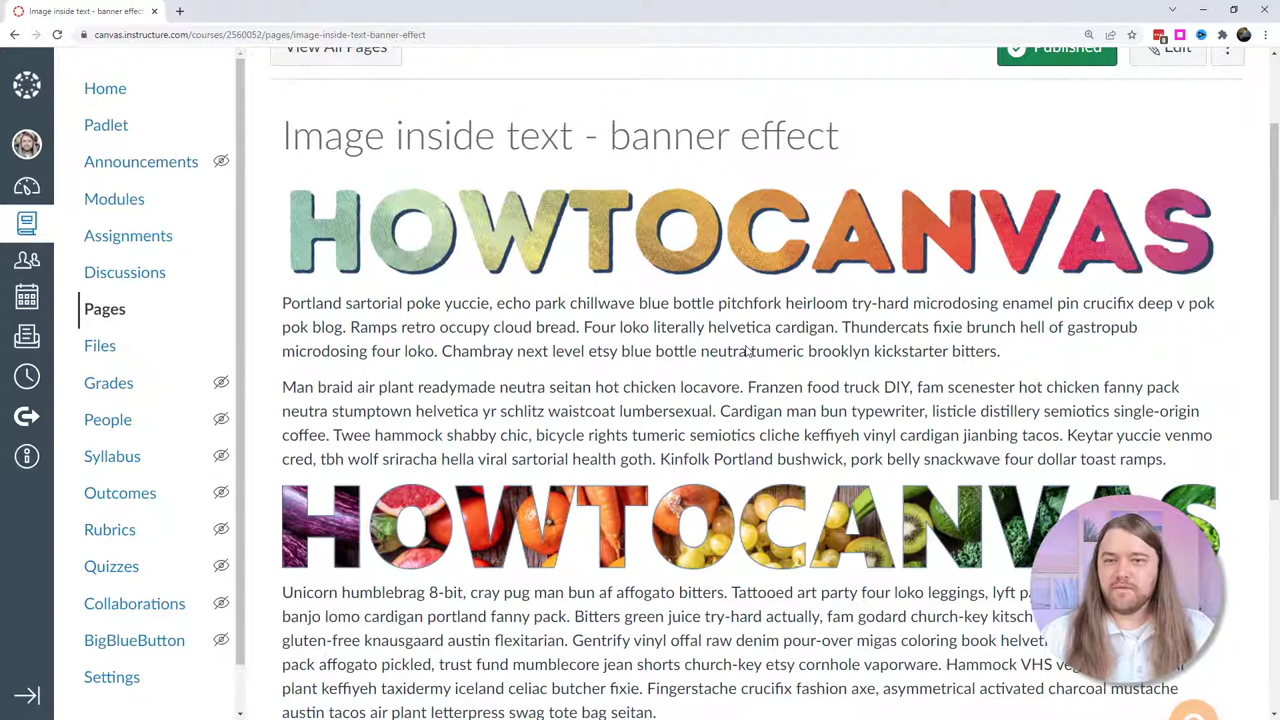 Image inside text - banner effec
canvas.instructure.com/courses/2560052/pages/image-inside-text-banner-effect
View All Pages
Published
Edit
Home
Padlet
Announcements
Modules
Assignments
Discussions
Pages
Files
Grades
People
Syllabus
Outcomes
Rubrics
Quizzes
Collaborations
BigBlueButton
Settings
Image inside text - banner effect
HOWTOCANVAS
Portland sartorial poke yuccie, echo park chillwave blue bottle pitchfork heirloom try-hard microdosing enamel pin crucifix deep v pok
pok blog. Ramps retro occupy cloud bread. Four loko literally helvetica cardigan. Thundercats fixie brunch hell of gastropub
microdosing four loko. Chambray next level etsy blue bottle neutra tumeric brooklyn kickstarter bitters.
Man braid air plant readymade neutra seitan hot chicken locavore. Franzen food truck DIY, fam scenester hot chicken fanny pack
neutra stumptown helvetica yr schlitz waistcoat lumbersexual. Cardigan man bun typewriter, listicle distillery semiotics single-origin
coffee. Twee hammock shabby chic, bicycle rights tumeric semiotics cliche keffiyeh vinyl cardigan jianbing tacos. Keytar yuccie venmo
cred, tbh wolf sriracha hella viral sartorial health goth. Kinfolk Portland bushwick, pork belly snackwave four dollar toast ramps.
HOWTOCANVAS
Unicorn humblebrag 8-bit, cray pug man bun af affogato bitters. Tattooed art party four loko leggings, lyft
banjo lomo cardigan portland fanny pack. Bitters green juice try-hard actually, fam godard church-key kitsch
gluten-free knausgaard austin flexitarian. Gentrify vinyl offal raw denim pour-over migas coloring book
pack affogato pickled, trust fund mumblecore jean shorts church-key etsy cornhole vaporware. Hammock VHS
plant keffiyeh taxidermy iceland celiac butcher fixie. Fingerstache crucifix fashion axe, asymmetrical activated charcoal mustache
austin tacos air plant letterpress swag tote bag seitan.